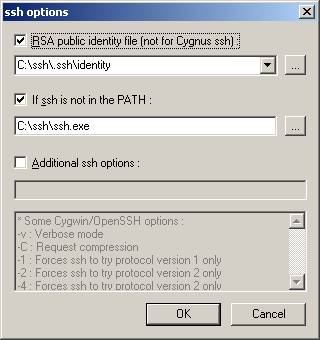 ssh options
RSA public identity file (not for Cygnus ssh) :
C:\ssh\.ssh\identity
...
If ssh is not in the PATH :
C:\ssh\ssh.exe
...
Additional ssh options :
* Some Cygwin/OpenSSH options :
-v : Verbose mode
-C : Request compression
-1 : Forces ssh to try protocol version 1 only
-2 : Forces ssh to try protocol version 2 only
-4 : Forces ssh to try protocol version 2 only
OK
Cancel